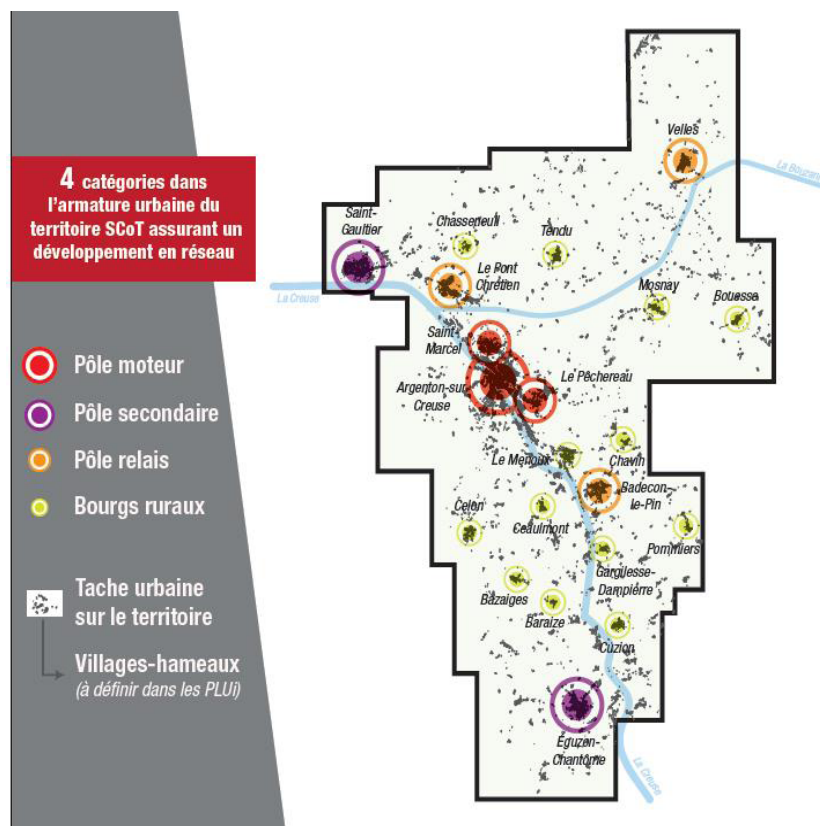 4 catégories dans
l'armature urbaine du
territoire SCoT assurant un
développement en réseau
Pôle moteur
Pôle secondaire
Pôle relais
Bourgs ruraux
Tache urbaine
sur le territoire
Villages-hameaux
(à définir dans les PLUi)
Velles
La Bouzanne
Saint-
Gaultier
Chasseneuil
Tendu
Le Pont
Chrétien
La Creuse
Mosnay
Bouesse
Saint-
Marcel
Le Pêchereau
Argenton-sur
Creuse
Le Menoux
Chavin
Badecon-
le-Pin
Celon
Ceaulmont
Pommiers
Gargilesse-
Dampierre
Bazaiges
Baraize
Cuzion
Éguzon-
Chantôme
La Creuse